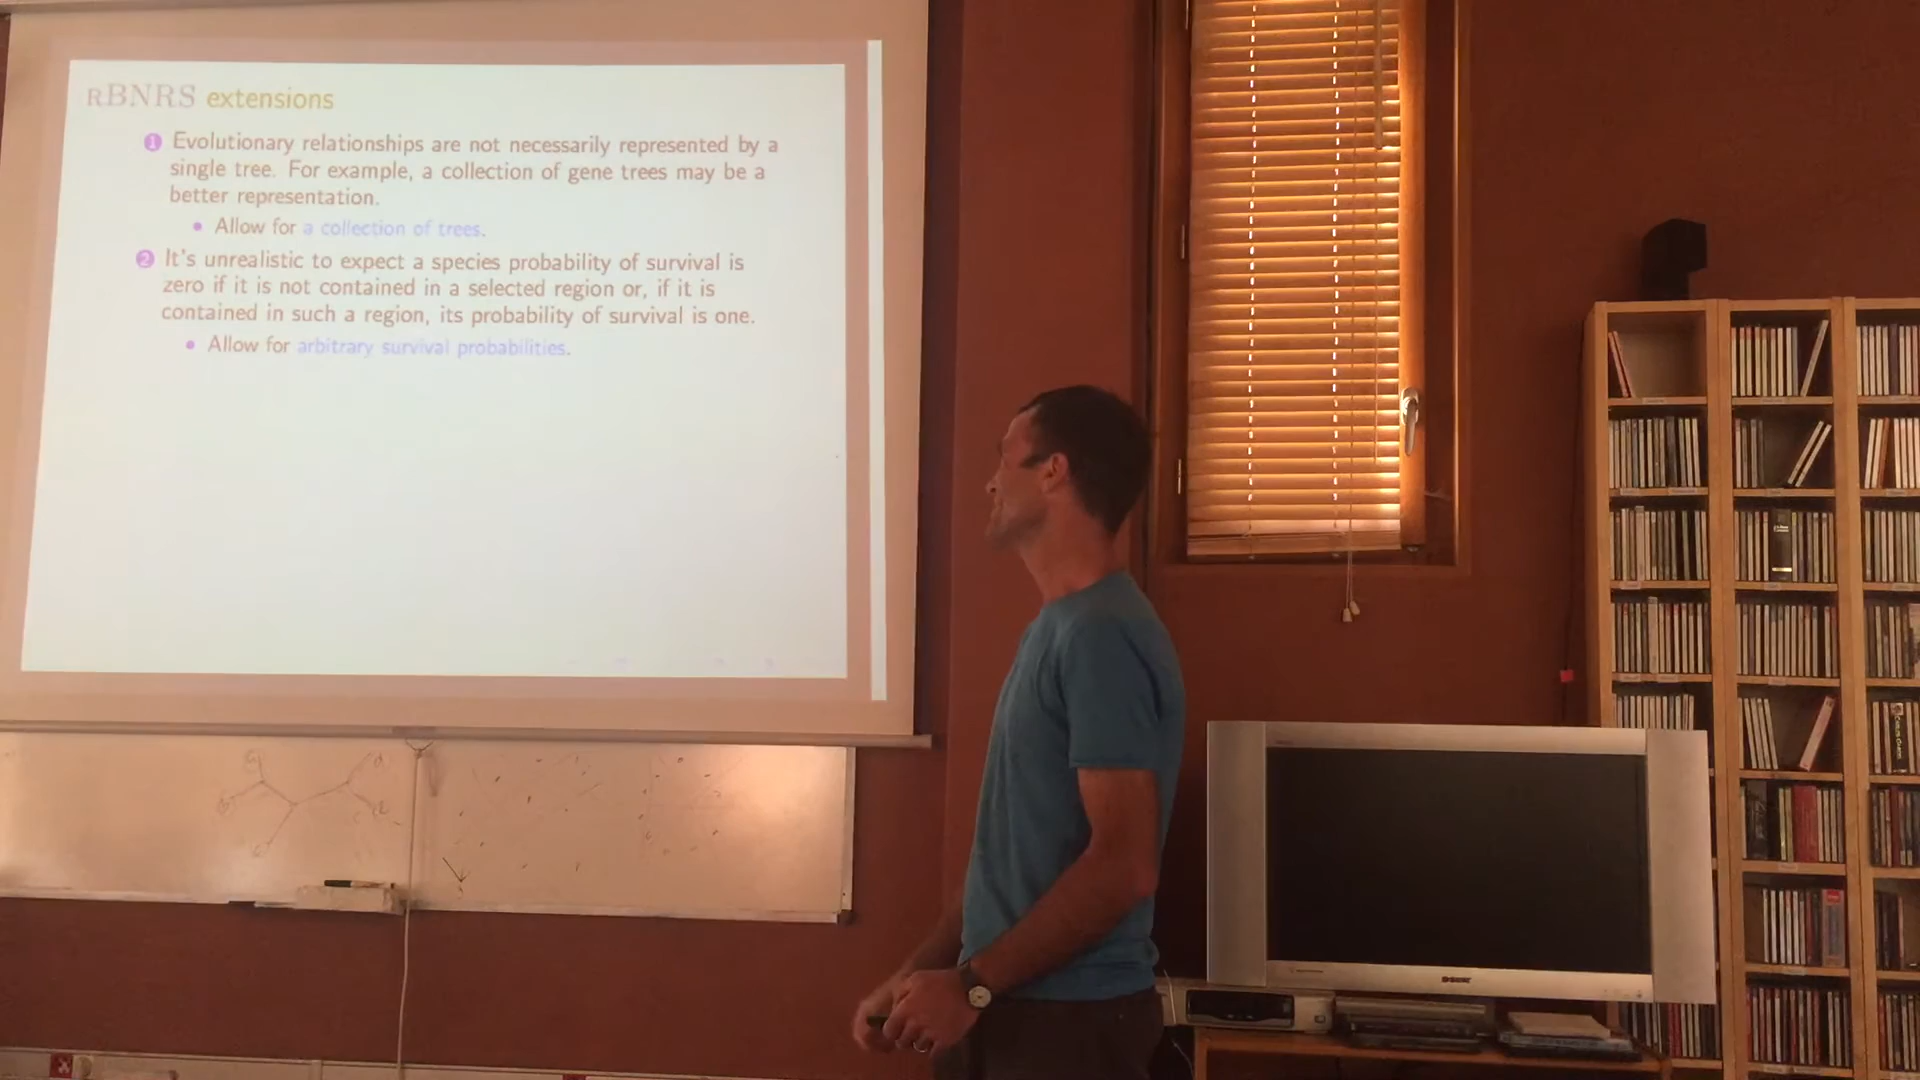 RBNRS extensions
1 Evolutionary relationships are not necessarily represented by a
single tree. For example, a collection of gene trees may be a
better representation.
• Allow for a collection of trees.
2 It's unrealistic to expect a species probability of survival is
zero if it is not contained in a selected region or, if it is
contained in such a region, its probability of survival is one.
• Allow for arbitrary survival probabilities.